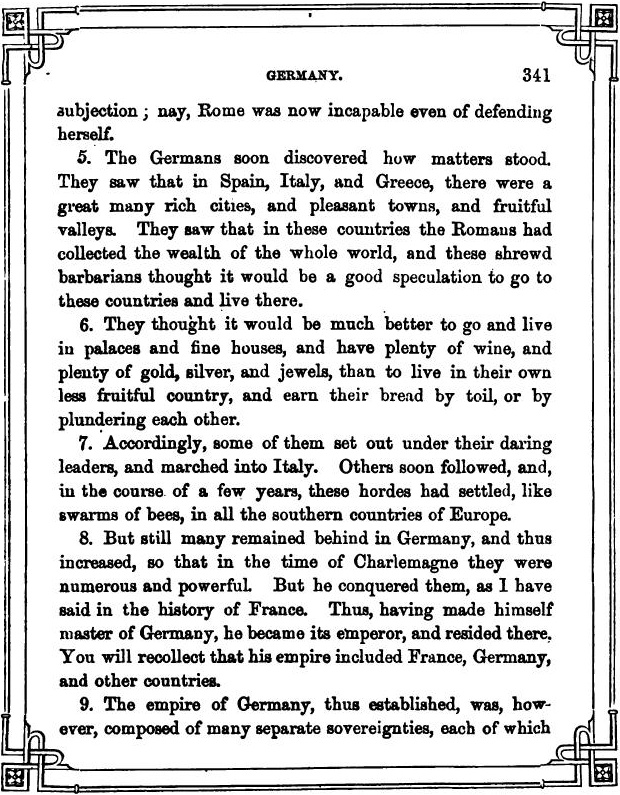 GERMANY. 341
subjection; nay, Rome was now incapable even of defending
herself.
5. The Germans soon discovered how matters stood.
They saw that in Spain, Italy, and Greece, there were a
great many rich cities, and pleasant towns, and fruitful
valleys. They saw that in these countries the Romans had
collected the wealth of the whole world, and these shrewd
barbarians thought it would be a good speculation to go to
these countries and live there.
6. They thought it would be much better to go and live
in palaces and fine houses, and have plenty of wine, and
plenty of gold, silver, and jewels, than to live in their own
less fruitful country, and earn their bread by toil, or by
plundering each other.
7. Accordingly, some of them set out under their daring
leaders, and marched into Italy. Others soon followed, and,
in the course of a few years, these hordes had settled, like
swarms of bees, in all the southern countries of Europe.
8. But still many remained behind in Germany, and thus
increased, so that in the time of Charlemagne they were
numerous and powerful. But he conquered them, as I have
said in the history of France. Thus, having made himself
master of Germany, he became its emperor, and resided there.
You will recollect that his empire included France, Germany,
and other countries.
9. The empire of Germany, thus established, was, how-
ever, composed of many separate sovereignties, each of which